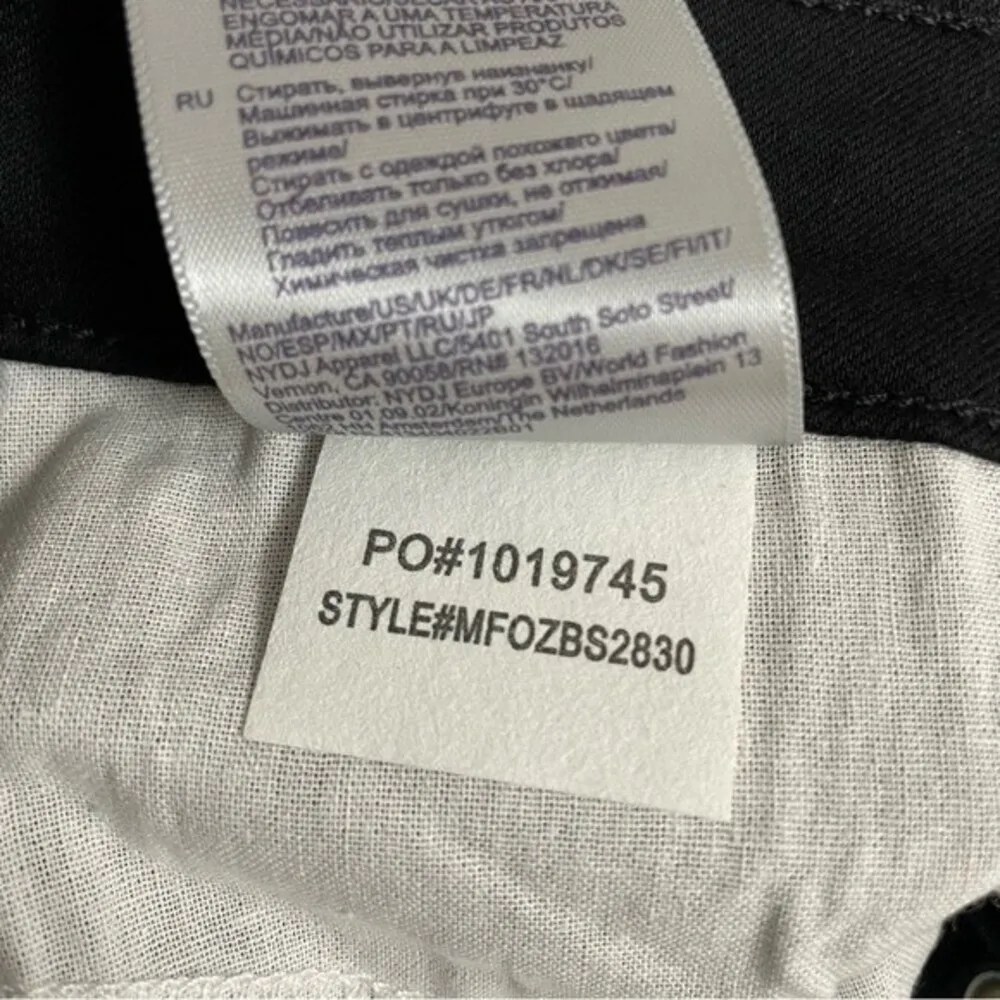 NECESSÁRIO/SECAR
ENGOMAR A UMA TEMPERATURA
MÉDIA/NÃO UTILIZAR PRODUTOS
QUÍMICOS PARA A LIMPEAZ
RU Стирать, вывернув наизнанку/
Машинная стирка при 30°C/
Выжимать в центрифуге в щадящем
режиме/
Стирать с одеждой похожего цвета/
Отбеливать только без хлора/
Повесить для сушки, не отжимая/
Гладить теплым утюгом/
Химическая чистка запрещена
Manufacture/US/UK/DE/FR/NL/DK/SE/FI/IT/
NO/ESP/MX/PT/RU/JP
NYDJ Apparel LLC/5401 South Soto Street/
Vernon, CA 90058/RN# 132016
Distributor: NYDJ Europe BV/World Fashion
Centre 01.09.02/Koningin Wilhelminaplein 13
Amsterdam/The Netherlands
PO#1019745
STYLE#MFOZBS2830